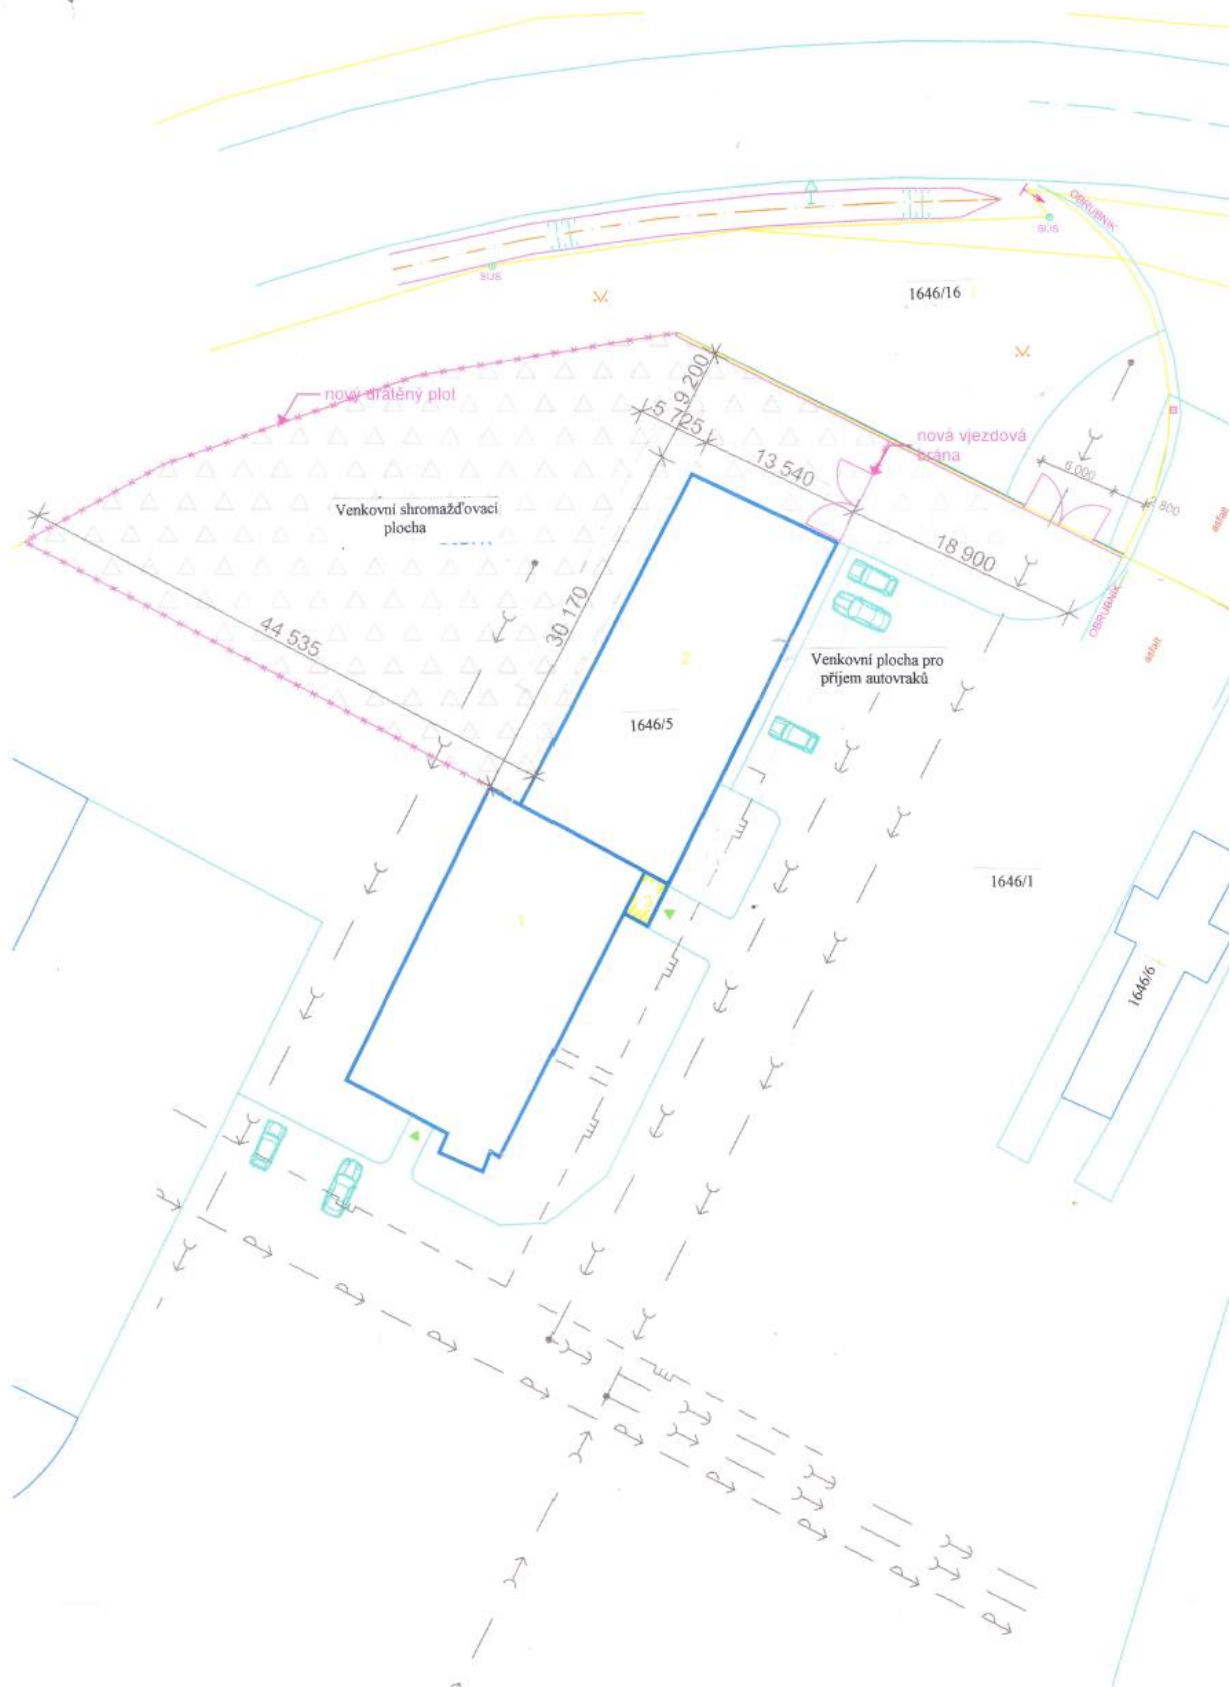 OBRUBNÍK
SUS
SUS
1646/16
9 200
nový drátěný plot
5 725
nová vjezdová
brána
13 540
6 000
2 800
Venkovní shromažďovací
plocha
asfalt
18 900
44 535
30 170
OBRUBNÍK
asfalt
2
Venkovní plocha pro
příjem autovraků
1646/5
1646/1
3
1
1646/6